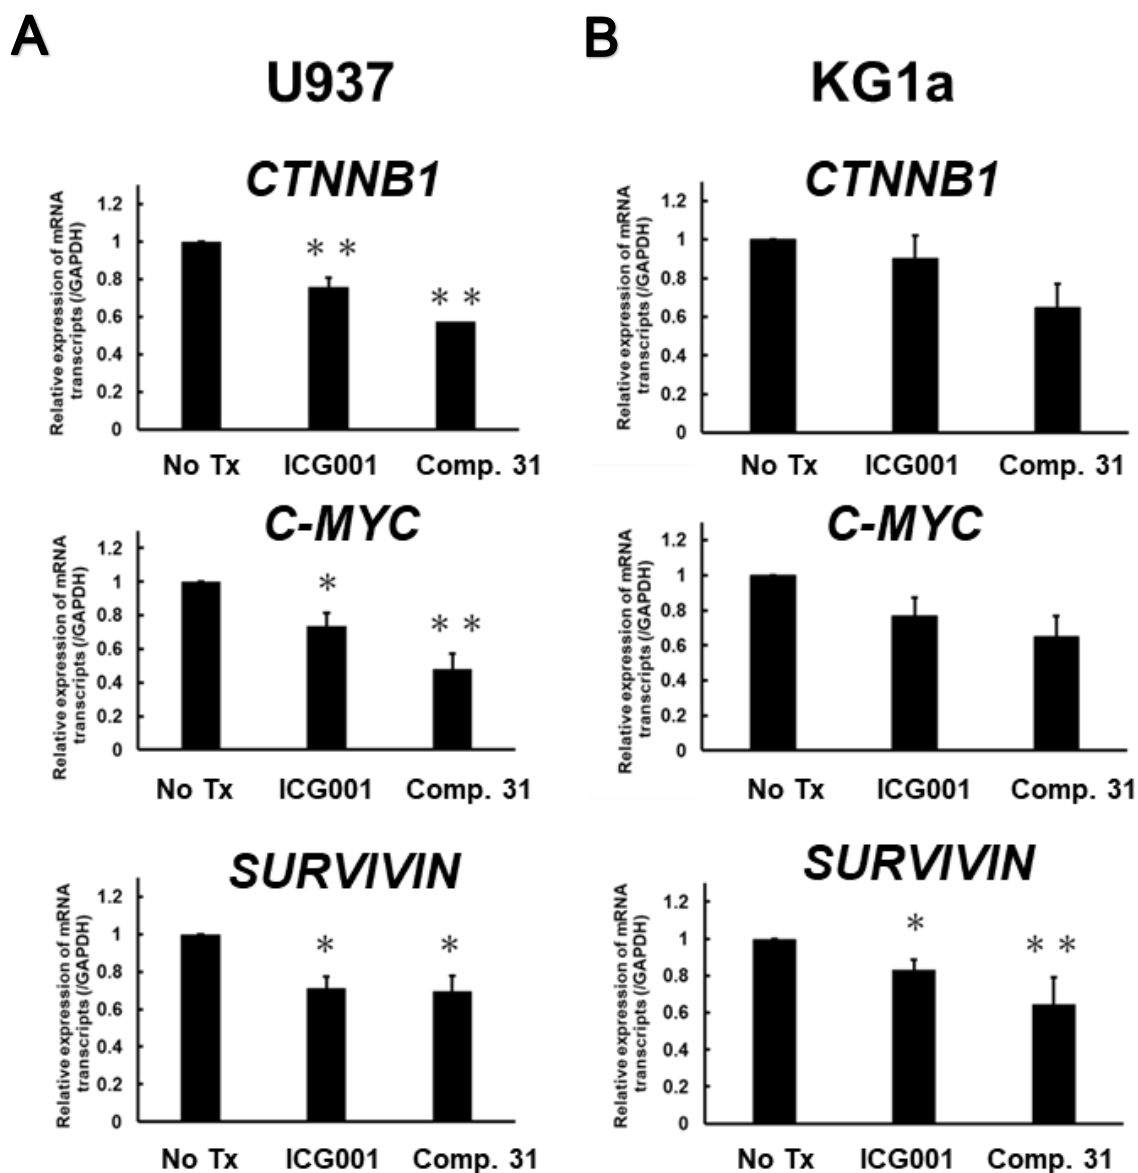 A
B
U937
KG1a
CTNNB1
Relative expression of mRNA
transcripts (/GAPDH)
1.2
1
0.8
0.6
0.4
0.2
0
* *
* *
No Tx ICG001 Comp. 31
CTNNB1
Relative expression of mRNA
transcripts (/GAPDH)
1.2
1
0.8
0.6
0.4
0.2
0
No Tx ICG001 Comp. 31
C-MYC
Relative expression of mRNA
transcripts (/GAPDH)
1.2
1
0.8
0.6
0.4
0.2
0
*
* *
No Tx ICG001 Comp. 31
C-MYC
Relative expression of mRNA
transcripts (/GAPDH)
1.2
1
0.8
0.6
0.4
0.2
0
No Tx ICG001 Comp. 31
SURVIVIN
Relative expression of mRNA
transcripts (/GAPDH)
1.2
1
0.8
0.6
0.4
0.2
0
*
*
No Tx ICG001 Comp. 31
SURVIVIN
Relative expression of mRNA
transcripts (/GAPDH)
1.2
1
0.8
0.6
0.4
0.2
0
*
* *
No Tx ICG001 Comp. 31